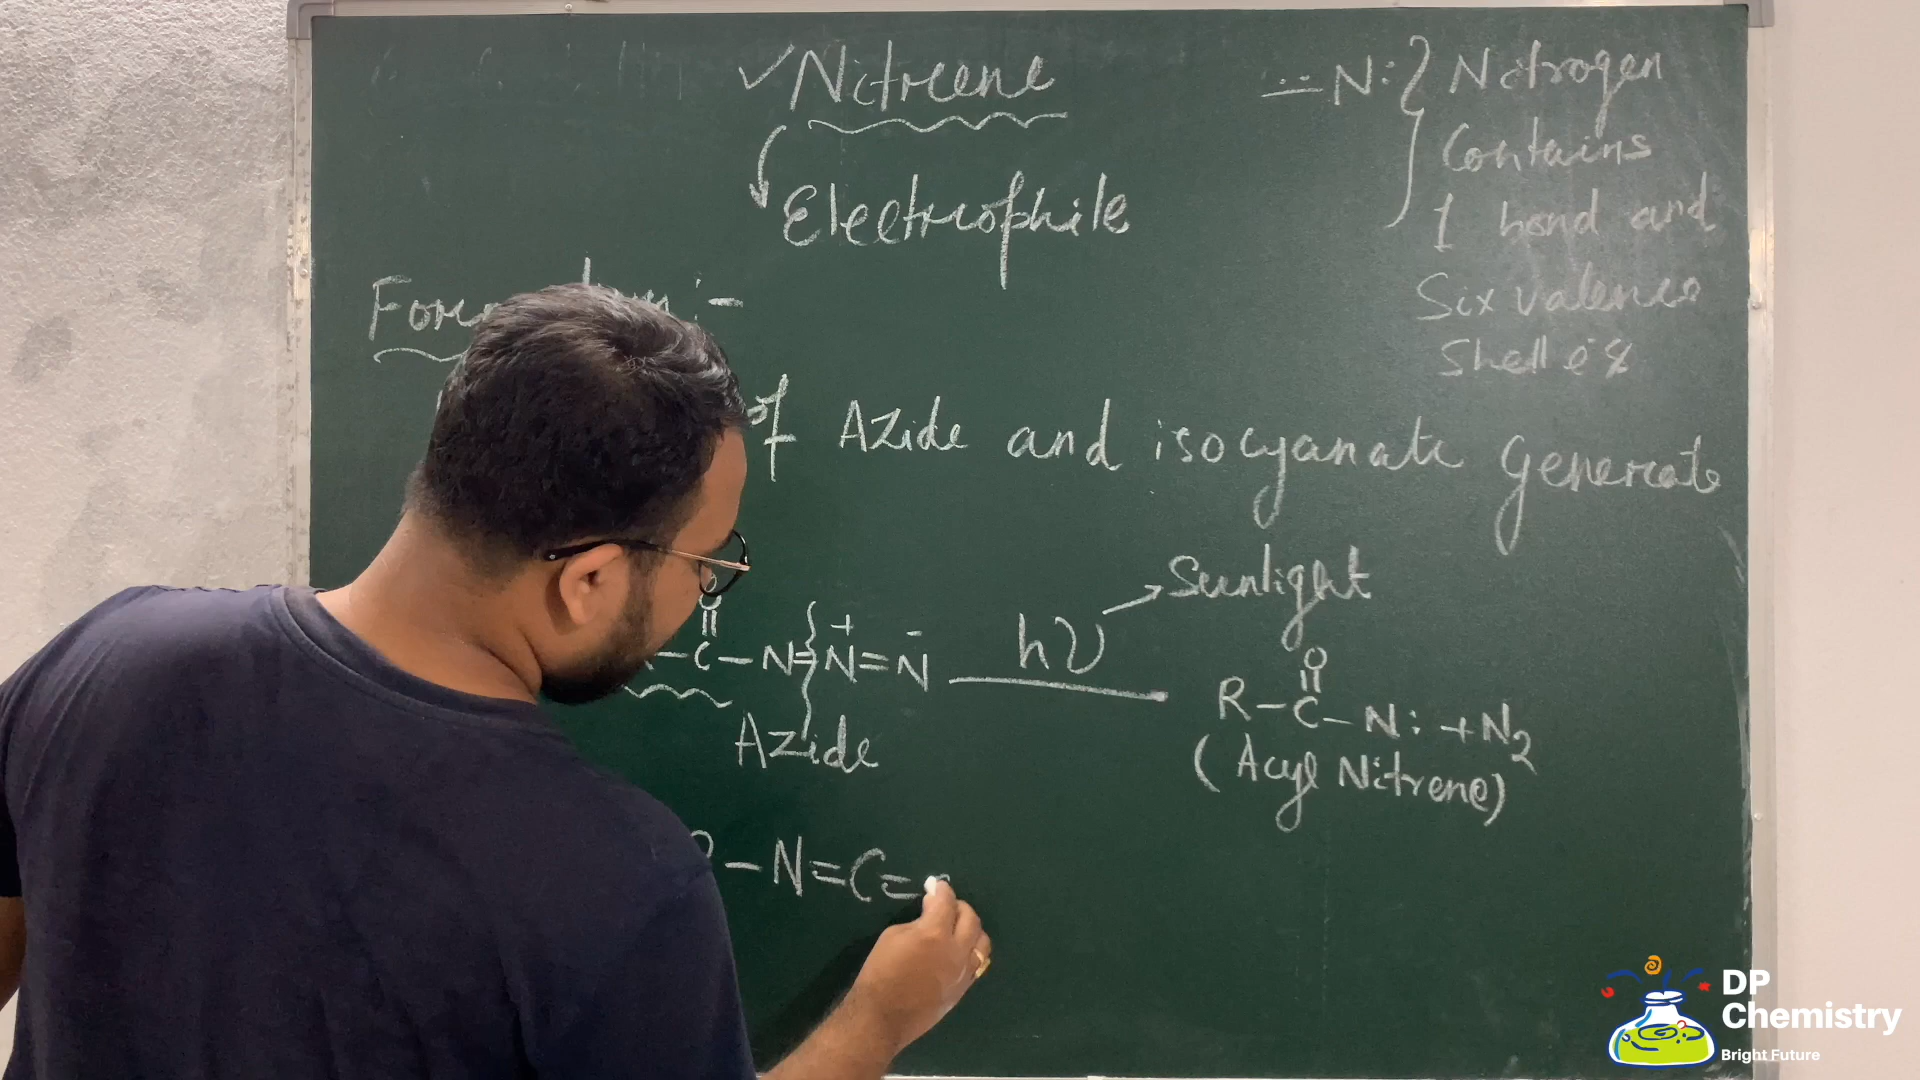 ✓Nitrene
Electrophile
–N̈: } Nitrogen
Contains
1 bond and
Six valence
Shell e⁻s
:-
of Azide and isocyanate generate
hν → Sunlight
O
||
–C–N=N⁺=N⁻
Azide
O
||
R–C–N: + N₂
(Acyl Nitrene)
R–N=C=
DP
Chemistry
Bright Future